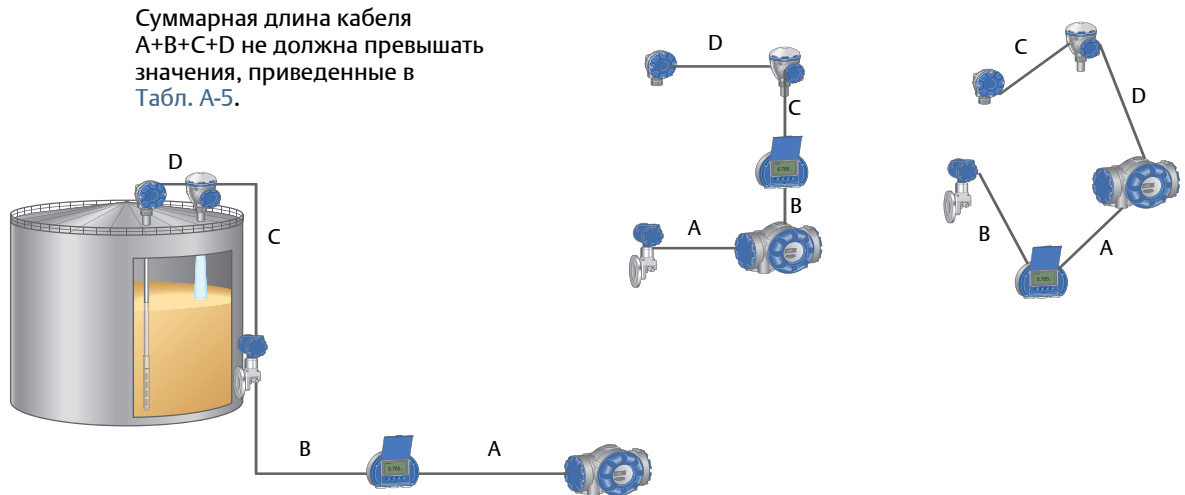 Суммарная длина кабеля
A+B+C+D не должна превышать
значения, приведенные в
Табл. A-5.
D
C
B
A
D
C
B
A
C
D
B
A